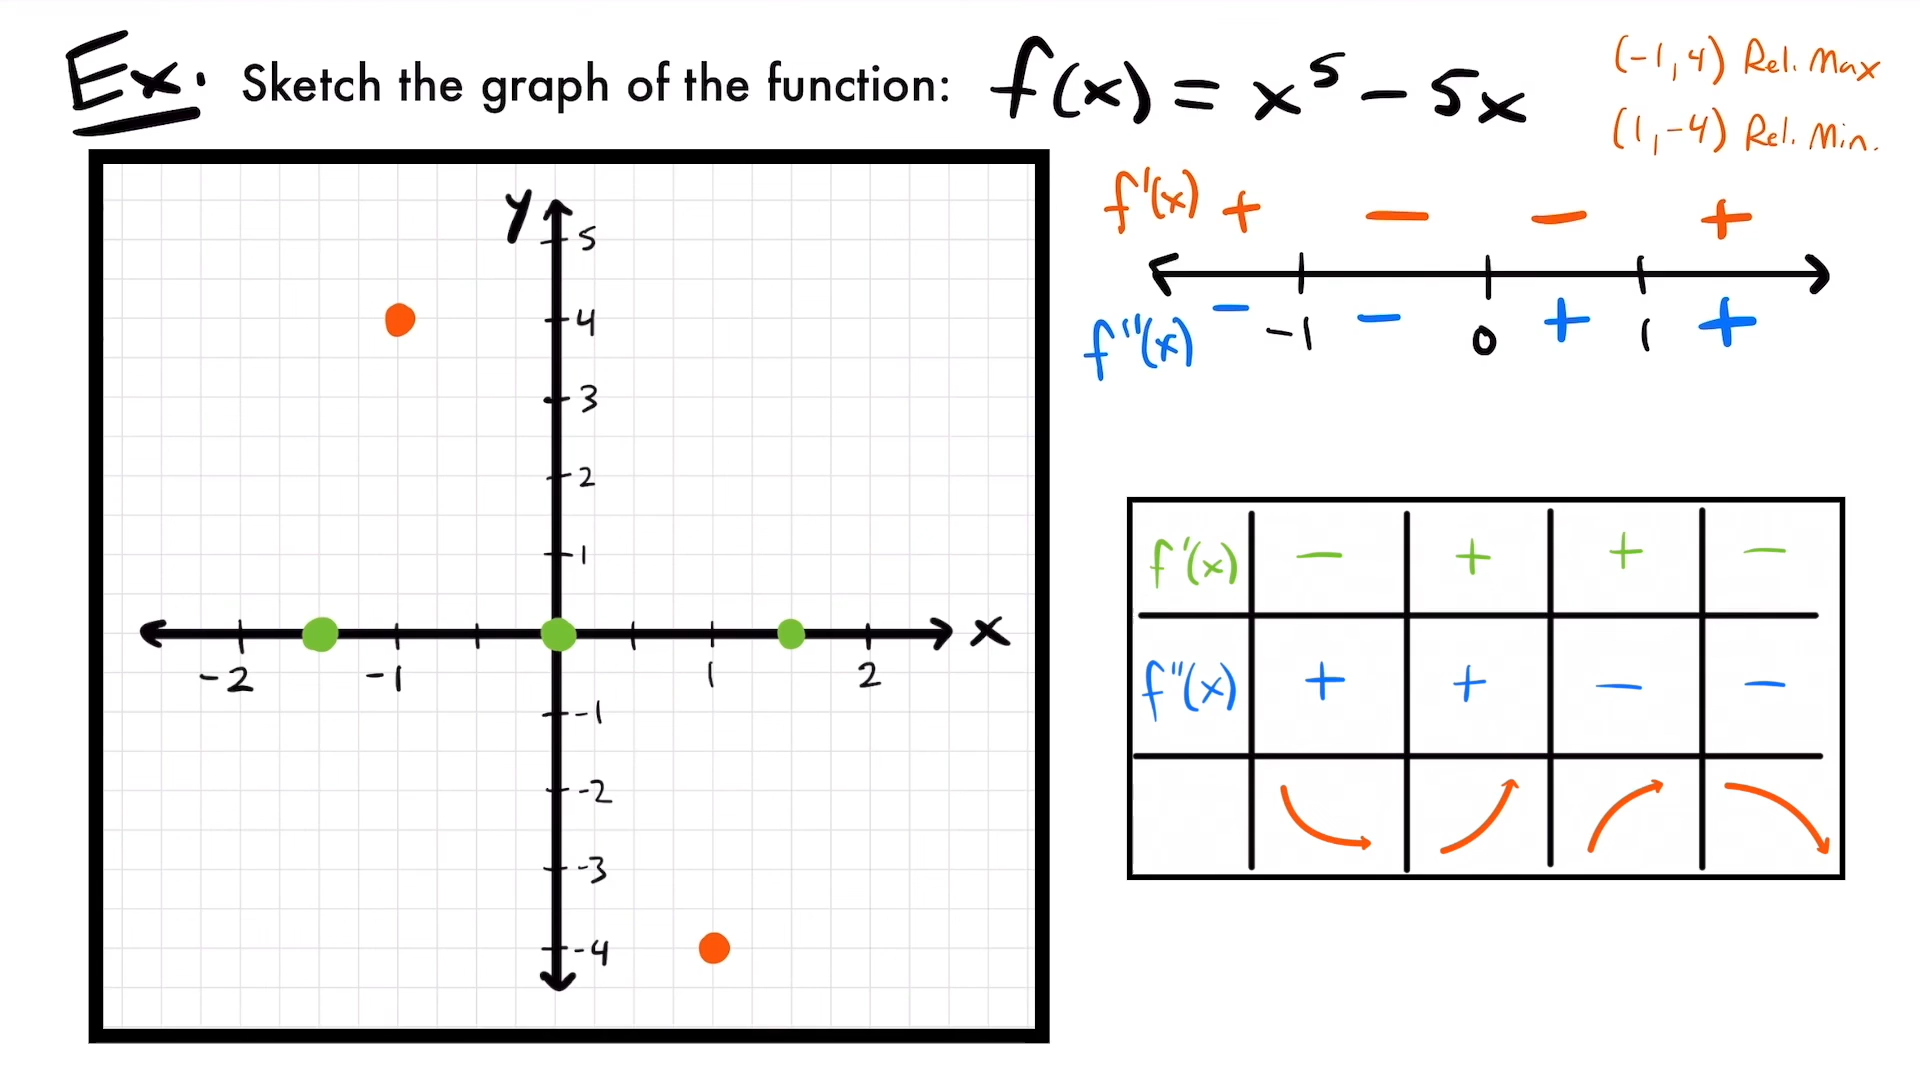 Ex. Sketch the graph of the function: f(x) = x⁵ - 5x
(-1, 4) Rel. Max
(1, -4) Rel. Min.
f'(x) + - - +
f''(x) - - + +
-1 0 1
y
5
4
3
2
1
x
-2 -1 1 2
-1
-2
-3
-4
f'(x) - + + -
f''(x) + + - -